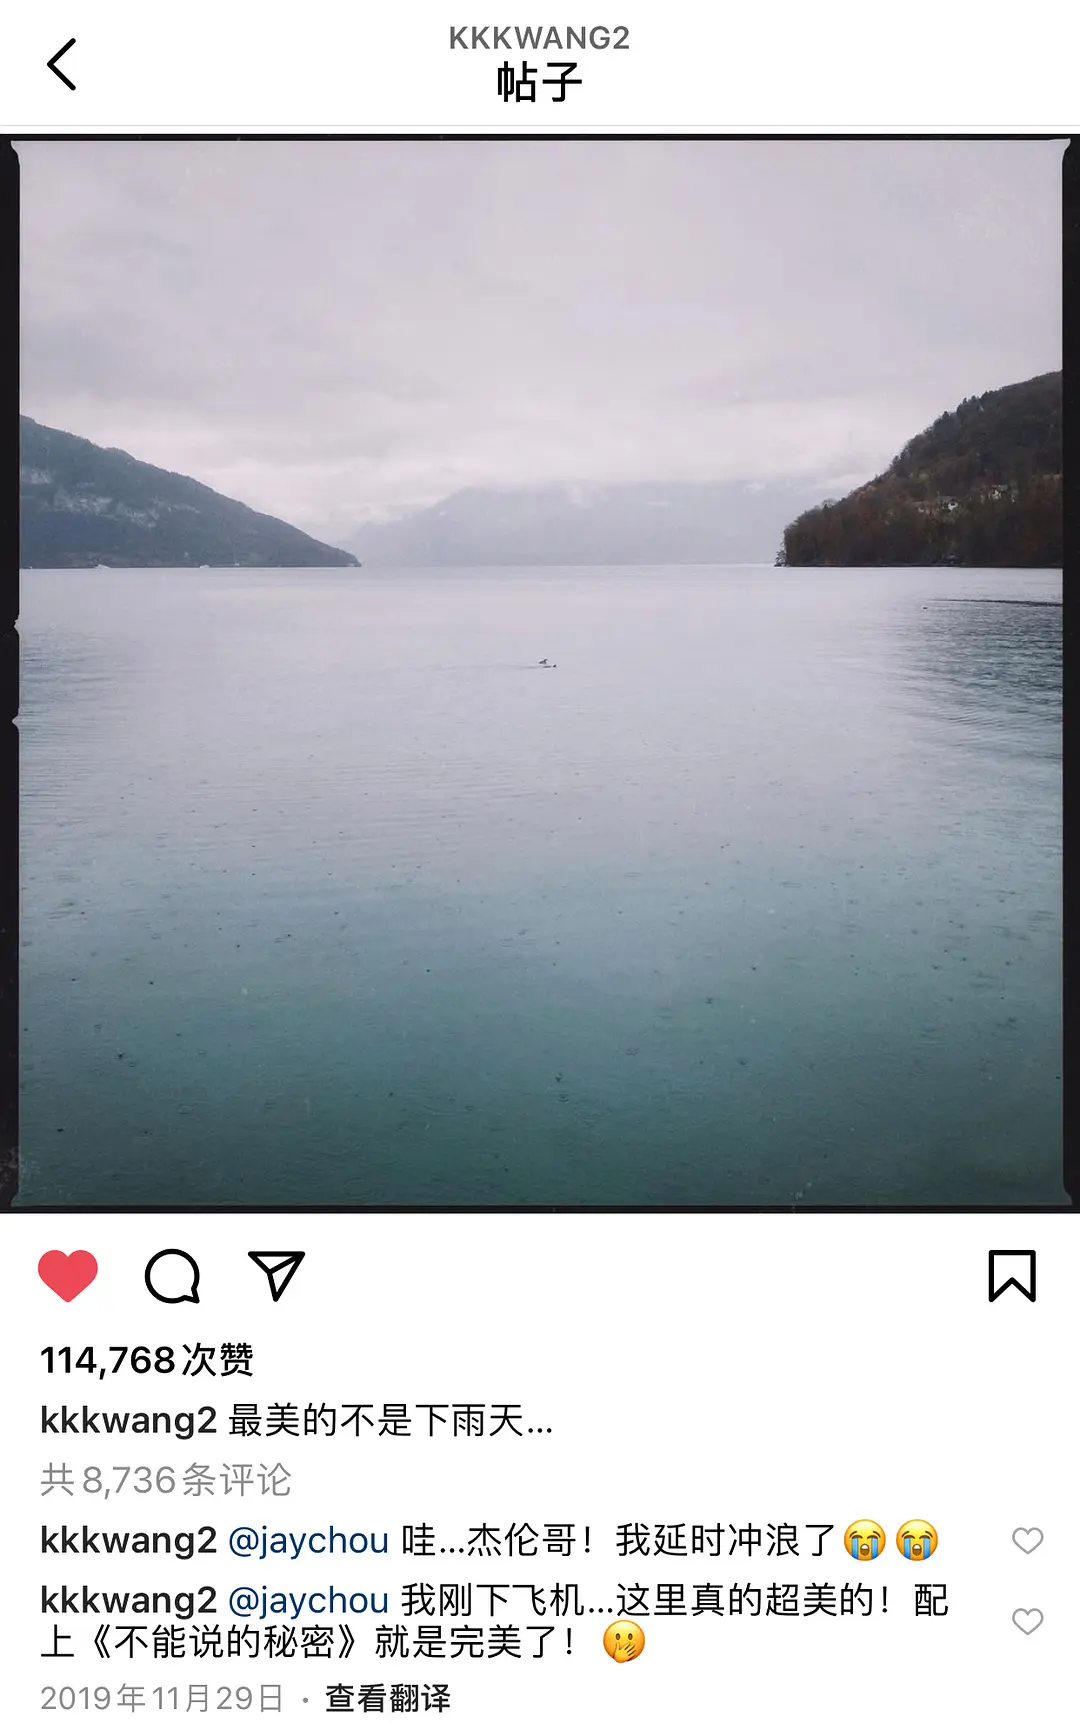 KKKWANG2
帖子
114,768次赞
kkkwang2 最美的不是下雨天...
共8,736条评论
kkkwang2 @jaychou 哇...杰伦哥！我延时冲浪了😭😭
kkkwang2 @jaychou 我刚下飞机...这里真的超美的！配
上《不能说的秘密》就是完美了！🤭
2019年11月29日 · 查看翻译